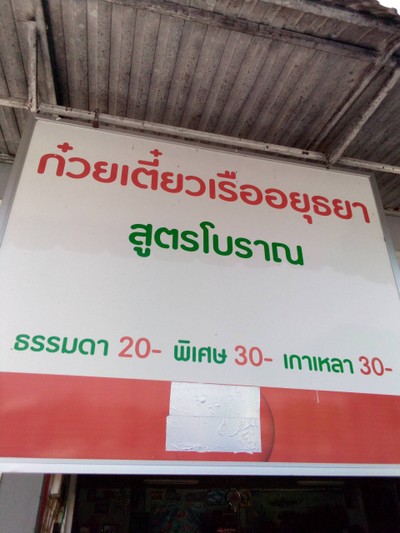 ก๋วยเตี๋ยวเรืออยุธยา
สูตรโบราณ
ธรรมดา 20- พิเศษ 30- เกาเหลา 30-